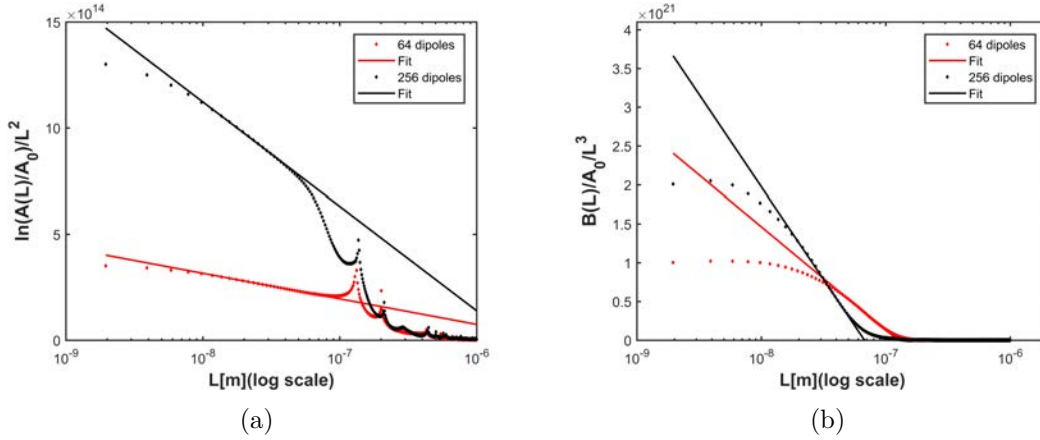 ×10^14
15
10
5
0
ln(A(L)/A_0)/L^2
10^-9
10^-8
10^-7
10^-6
L[m](log scale)
64 dipoles
Fit
256 dipoles
Fit
(a)
×10^21
4
3.5
3
2.5
2
1.5
1
0.5
0
B(L)/A_0/L^3
10^-9
10^-8
10^-7
10^-6
L[m](log scale)
64 dipoles
Fit
256 dipoles
Fit
(b)